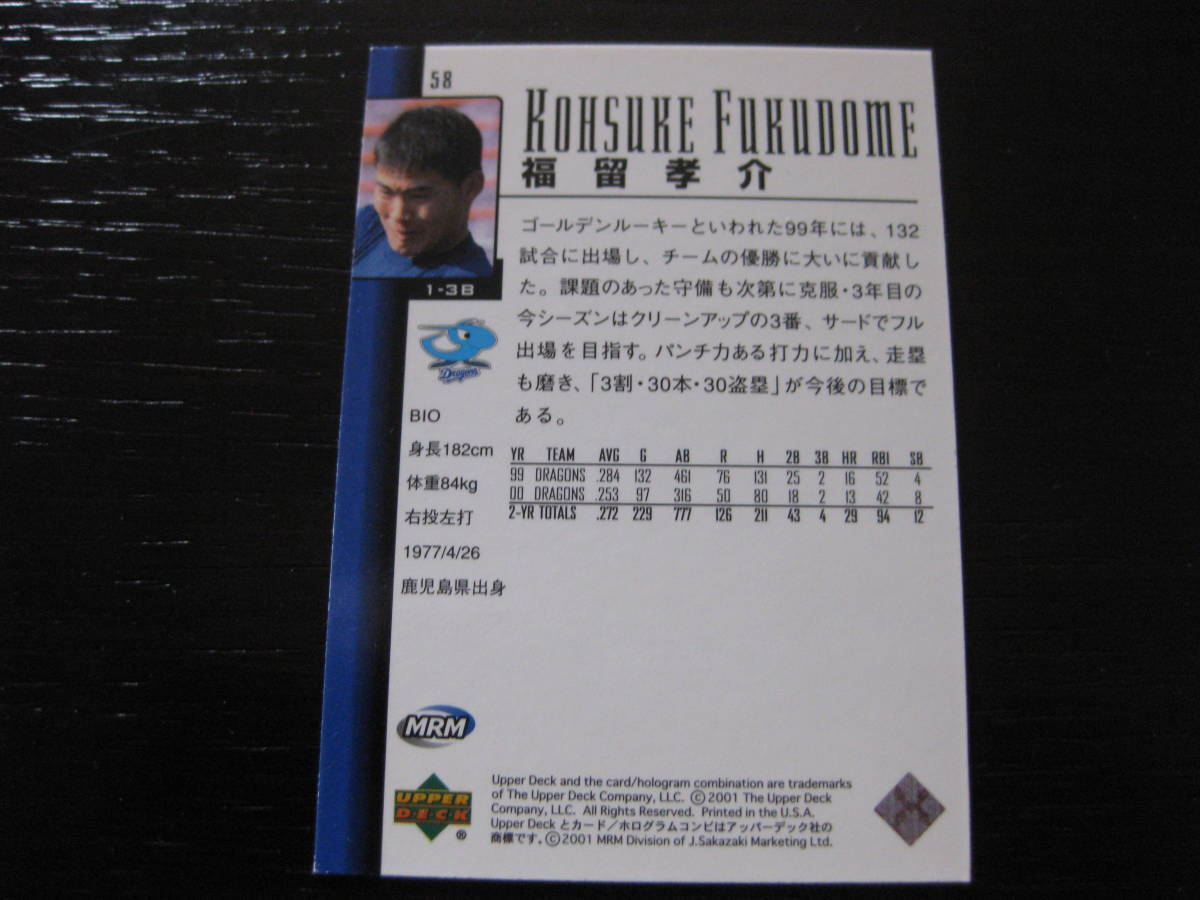 58
KOHSUKE FUKUDOME
福留孝介
1-3B
Dragons
ゴールデンルーキーといわれた99年には、132
試合に出場し、チームの優勝に大いに貢献し
た。課題のあった守備も次第に克服・3年目の
今シーズンはクリーンアップの3番、サードでフル
出場を目指す。パンチ力ある打力に加え、走塁
も磨き、「3割・30本・30盗塁」が今後の目標で
ある。
BIO
身長182cm
体重84kg
右投左打
1977/4/26
鹿児島県出身
YR TEAM AVG G AB R H 2B 3B HR RBI SB
99 DRAGONS .284 132 461 76 131 25 2 16 52 4
00 DRAGONS .253 97 316 50 80 18 2 13 42 8
2-YR TOTALS .272 229 777 126 211 43 4 29 94 12
MRM
UPPER
DECK
®
Upper Deck and the card/hologram combination are trademarks
of The Upper Deck Company, LLC. ©2001 The Upper Deck
Company, LLC. All Rights Reserved. Printed in the U.S.A.
Upper Deck とカード/ホログラムコンビはアッパーデック社の
商標です。©2001 MRM Division of J.Sakazaki Marketing Ltd.